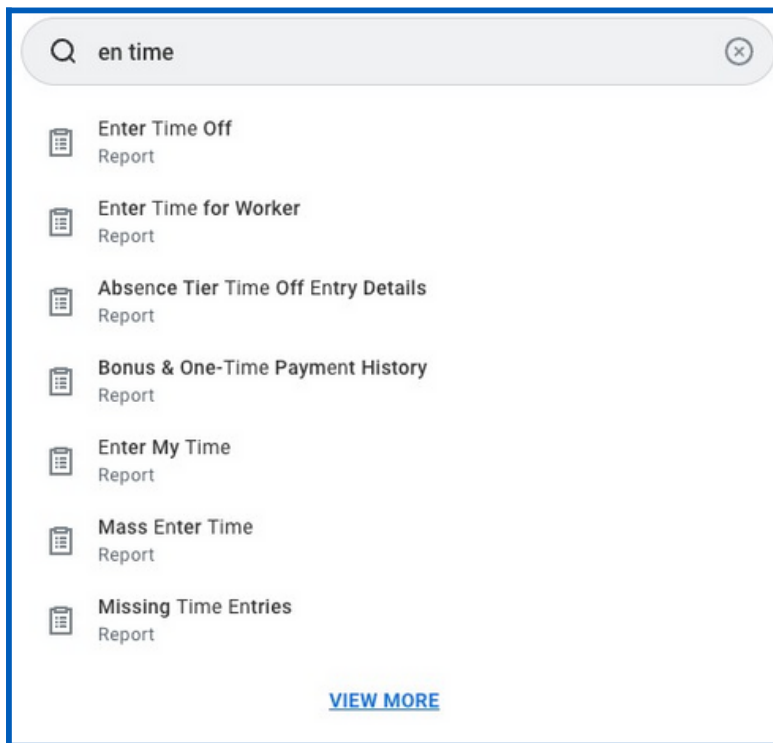 en time
Enter Time Off
Report
Enter Time for Worker
Report
Absence Tier Time Off Entry Details
Report
Bonus & One-Time Payment History
Report
Enter My Time
Report
Mass Enter Time
Report
Missing Time Entries
Report
VIEW MORE